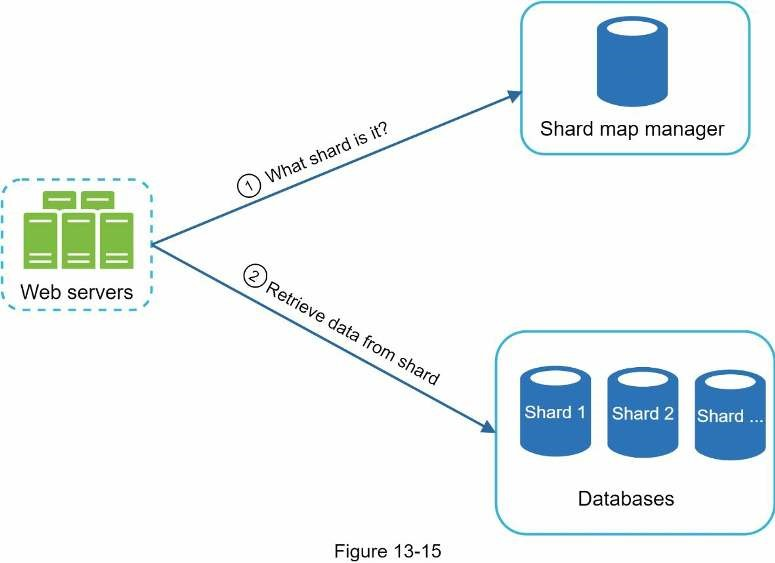 Shard map manager
① What shard is it?
Web servers
② Retrieve data from shard
Shard 1
Shard 2
Shard ...
Databases
Figure 13-15